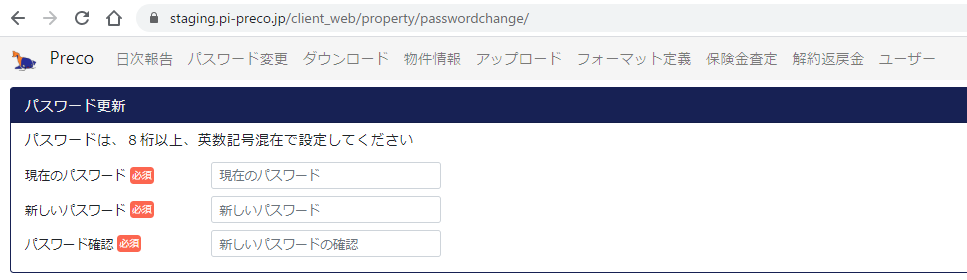 staging.pi-preco.jp/client_web/property/passwordchange/
Preco 日次報告 パスワード変更 ダウンロード 物件情報 アップロード フォーマット定義 保険金査定 解約返戻金 ユーザー
パスワード更新
パスワードは、８桁以上、英数記号混在で設定してください
現在のパスワード 必須 現在のパスワード
新しいパスワード 必須 新しいパスワード
パスワード確認 必須 新しいパスワードの確認